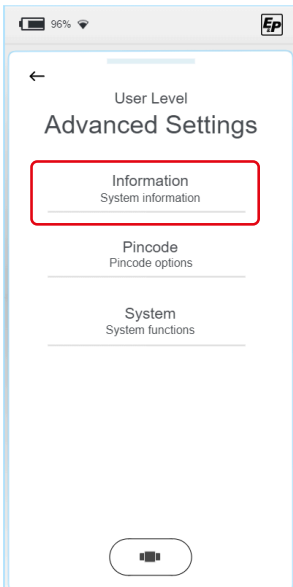 96%
EP
User Level
Advanced Settings
Information
System information
Pincode
Pincode options
System
System functions